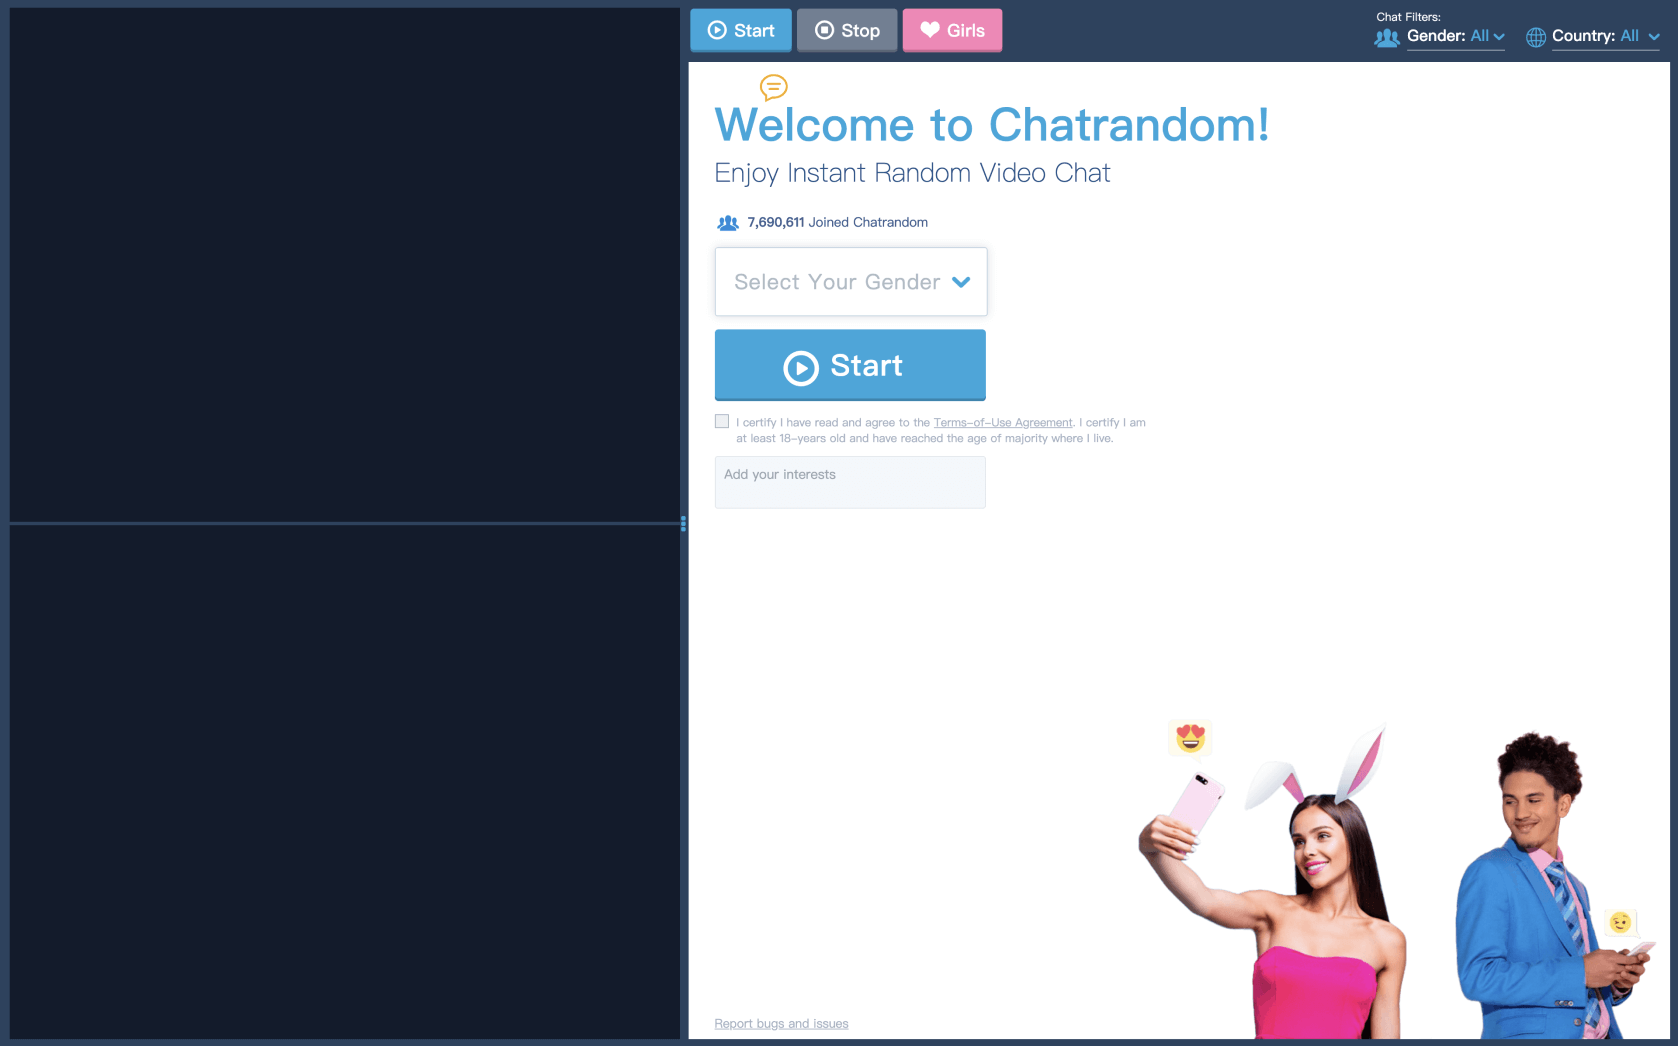 Start
Stop
Girls
Chat Filters:
Gender: All
Country: All
Welcome to Chatrandom!
Enjoy Instant Random Video Chat
7,690,611 Joined Chatrandom
Select Your Gender
Start
I certify I have read and agree to the Terms-of-Use Agreement. I certify I am
at least 18-years old and have reached the age of majority where I live.
Add your interests
Report bugs and issues